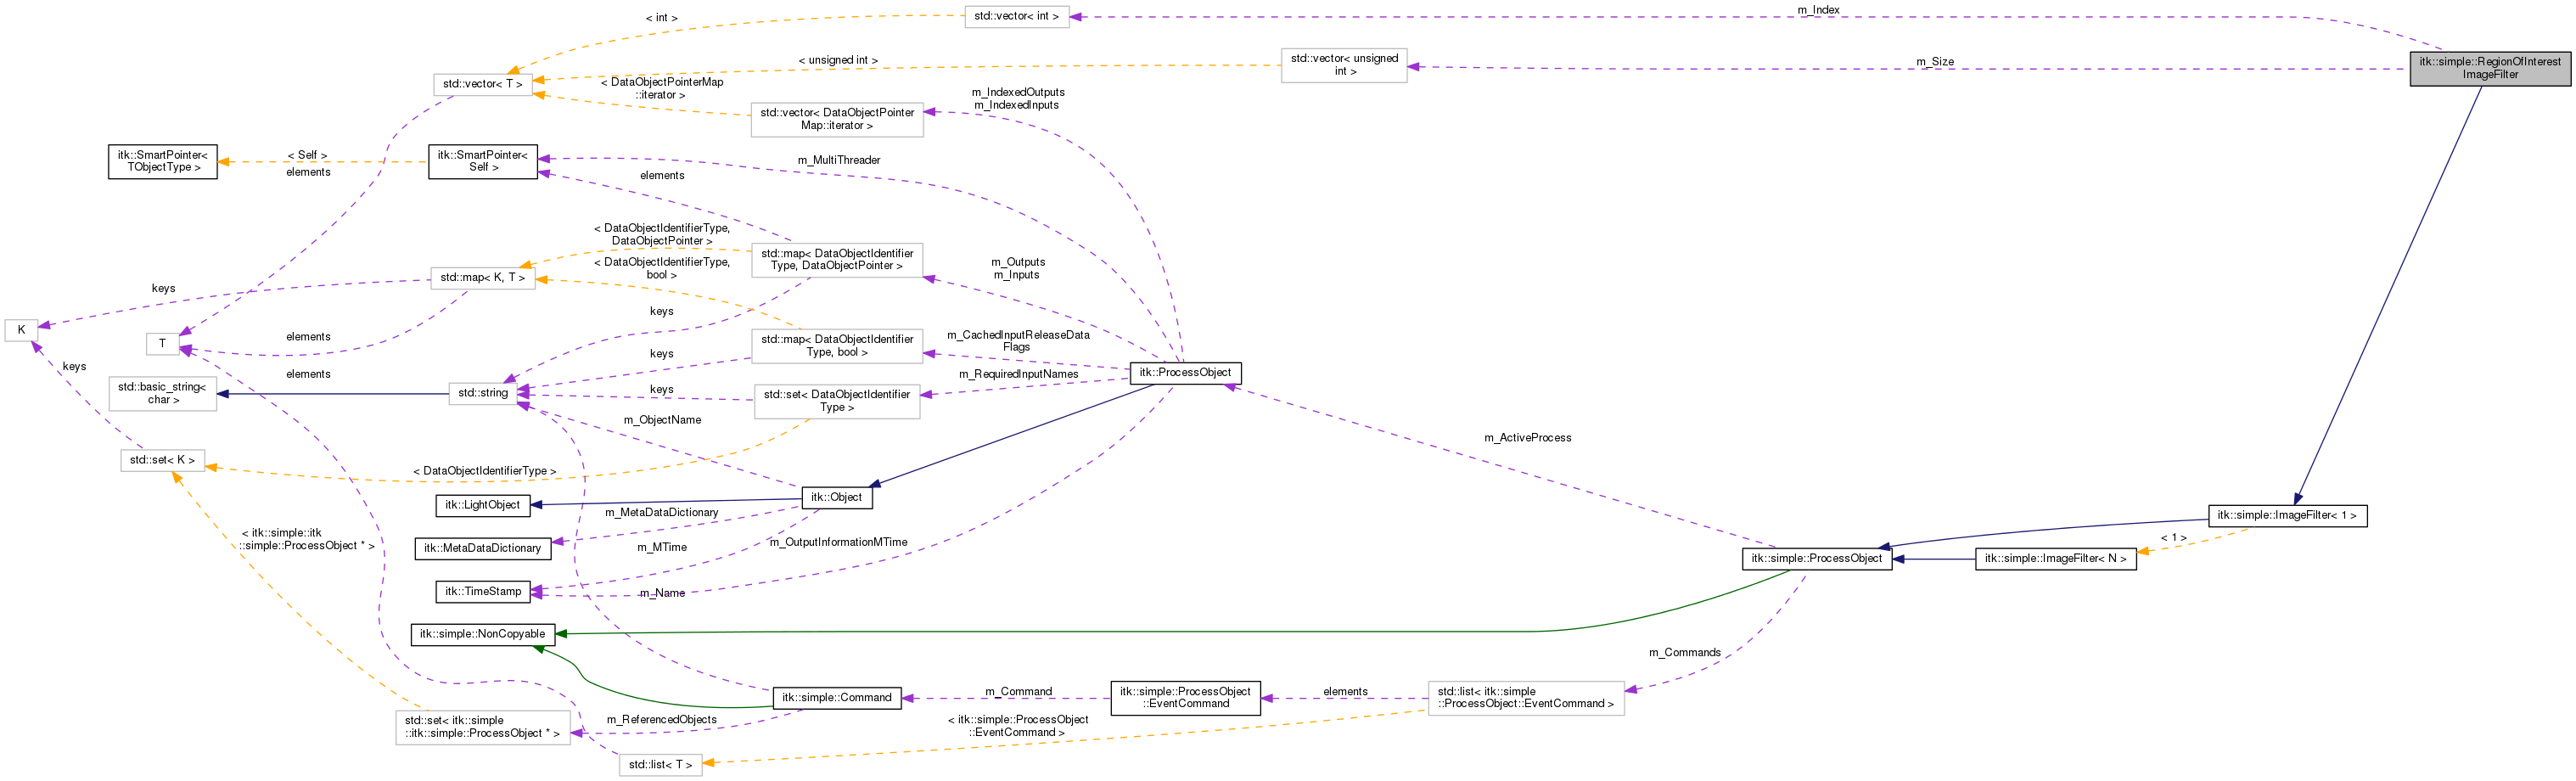 m_Index
std::vector< int >
< int >
itk::simple::RegionOfInterest
ImageFilter
m_Size
std::vector< unsigned
int >
< unsigned int >
std::vector< T >
< DataObjectPointerMap
::iterator >
m_IndexedOutputs
m_IndexedInputs
std::vector< DataObjectPointer
Map::iterator >
itk::SmartPointer<
TObjectType >
< Self >
elements
itk::SmartPointer<
Self >
m_MultiThreader
elements
< DataObjectIdentifierType,
DataObjectPointer >
std::map< DataObjectIdentifier
Type, DataObjectPointer >
m_Outputs
m_Inputs
< DataObjectIdentifierType,
bool >
std::map< K, T >
keys
keys
K
T
elements
keys
std::map< DataObjectIdentifier
Type, bool >
m_CachedInputReleaseData
Flags
keys
elements
itk::ProcessObject
m_RequiredInputNames
std::basic_string<
char >
std::string
keys
std::set< DataObjectIdentifier
Type >
m_ObjectName
m_ActiveProcess
std::set< K >
< DataObjectIdentifierType >
itk::Object
itk::LightObject
m_MetaDataDictionary
itk::simple::ImageFilter< 1 >
< itk::simple::itk
::simple::ProcessObject * >
itk::MetaDataDictionary
m_MTime
m_OutputInformationMTime
< 1 >
itk::simple::ProcessObject
itk::simple::ImageFilter< N >
itk::TimeStamp
m_Name
itk::simple::NonCopyable
m_Commands
itk::simple::Command
m_Command
itk::simple::ProcessObject
::EventCommand
elements
std::list< itk::simple
::ProcessObject::EventCommand >
std::set< itk::simple
::itk::simple::ProcessObject * >
m_ReferencedObjects
< itk::simple::ProcessObject
::EventCommand >
std::list< T >